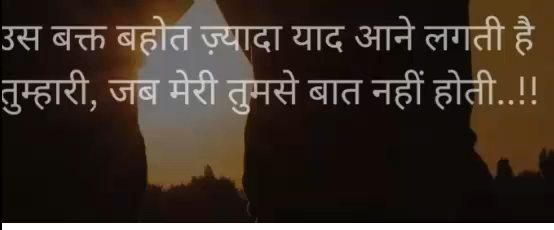 उस बक्त बहोत ज़्यादा याद आने लगती है
तुम्हारी, जब मेरी तुमसे बात नहीं होती..!!